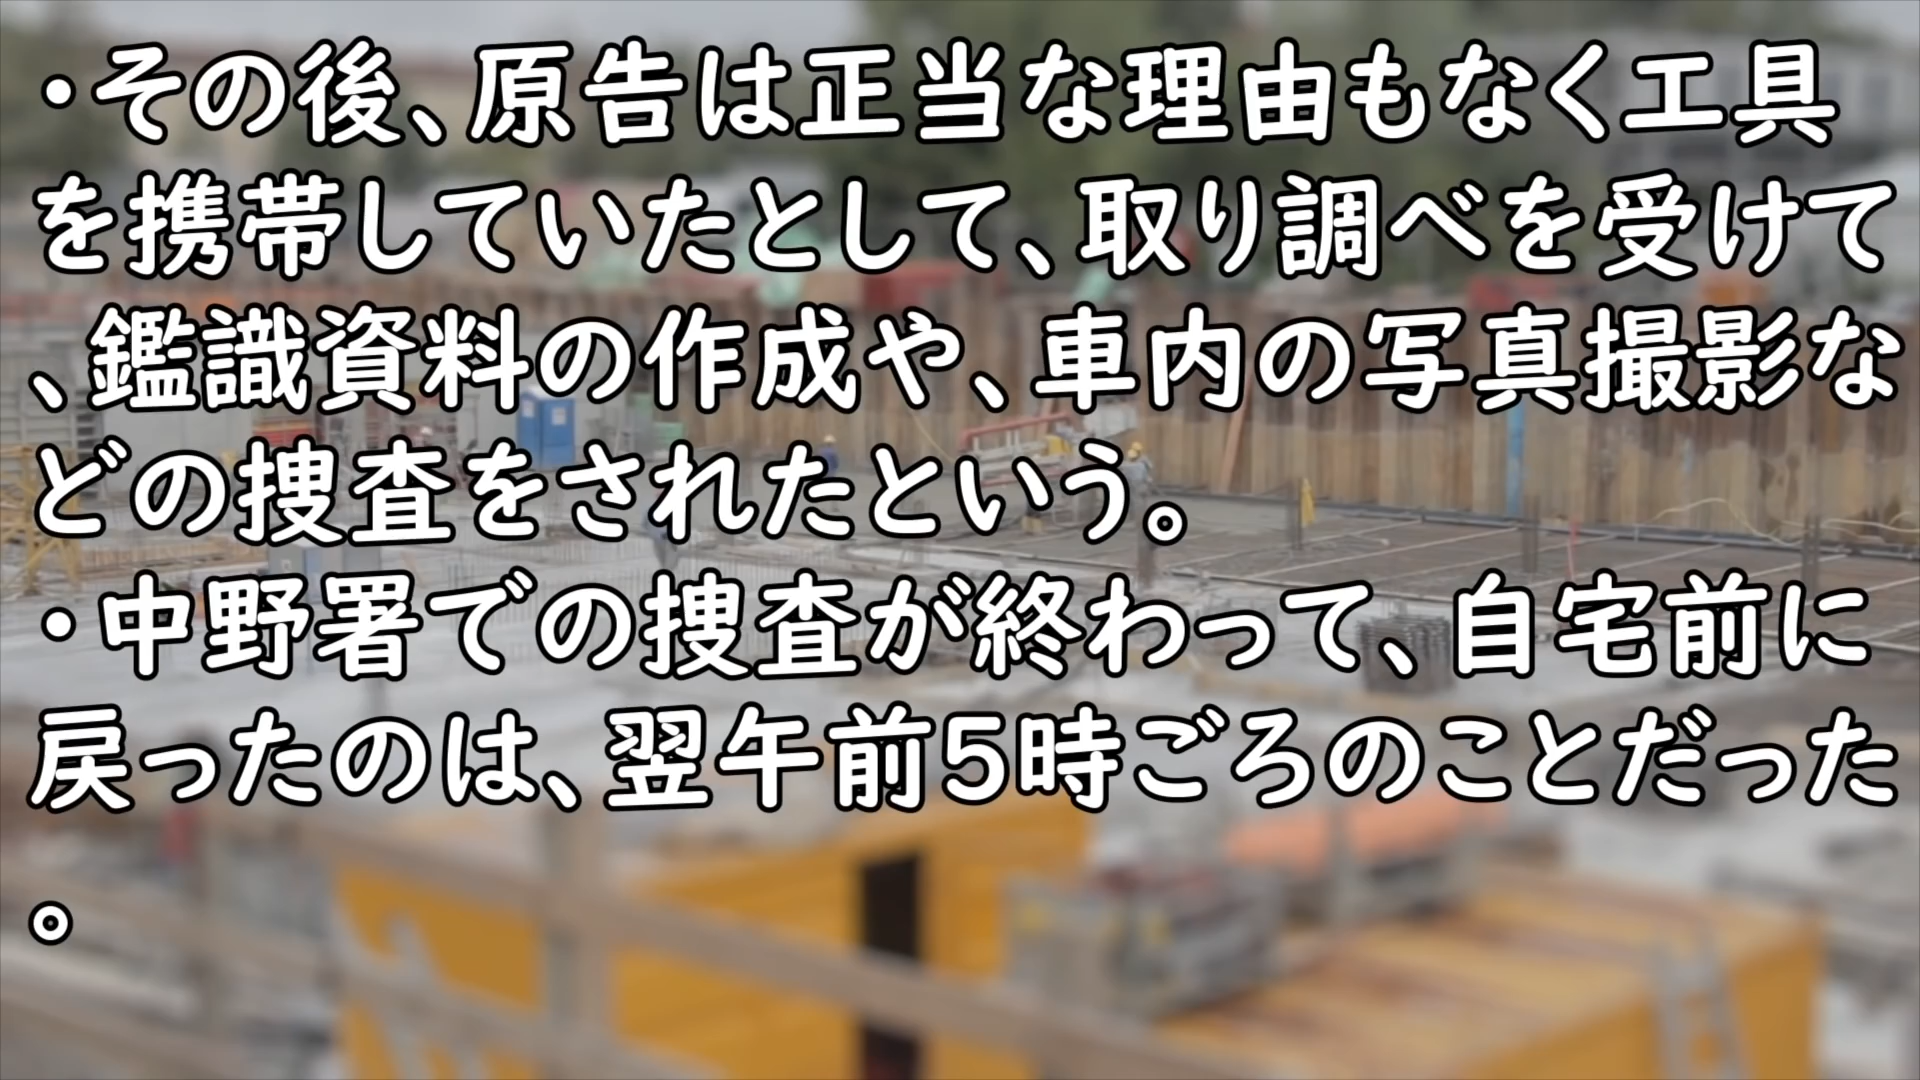 ・その後、原告は正当な理由もなく工具
を携帯していたとして、取り調べを受けて
、鑑識資料の作成や、車内の写真撮影な
どの捜査をされたという。
・中野署での捜査が終わって、自宅前に
戻ったのは、翌午前5時ごろのことだった
。